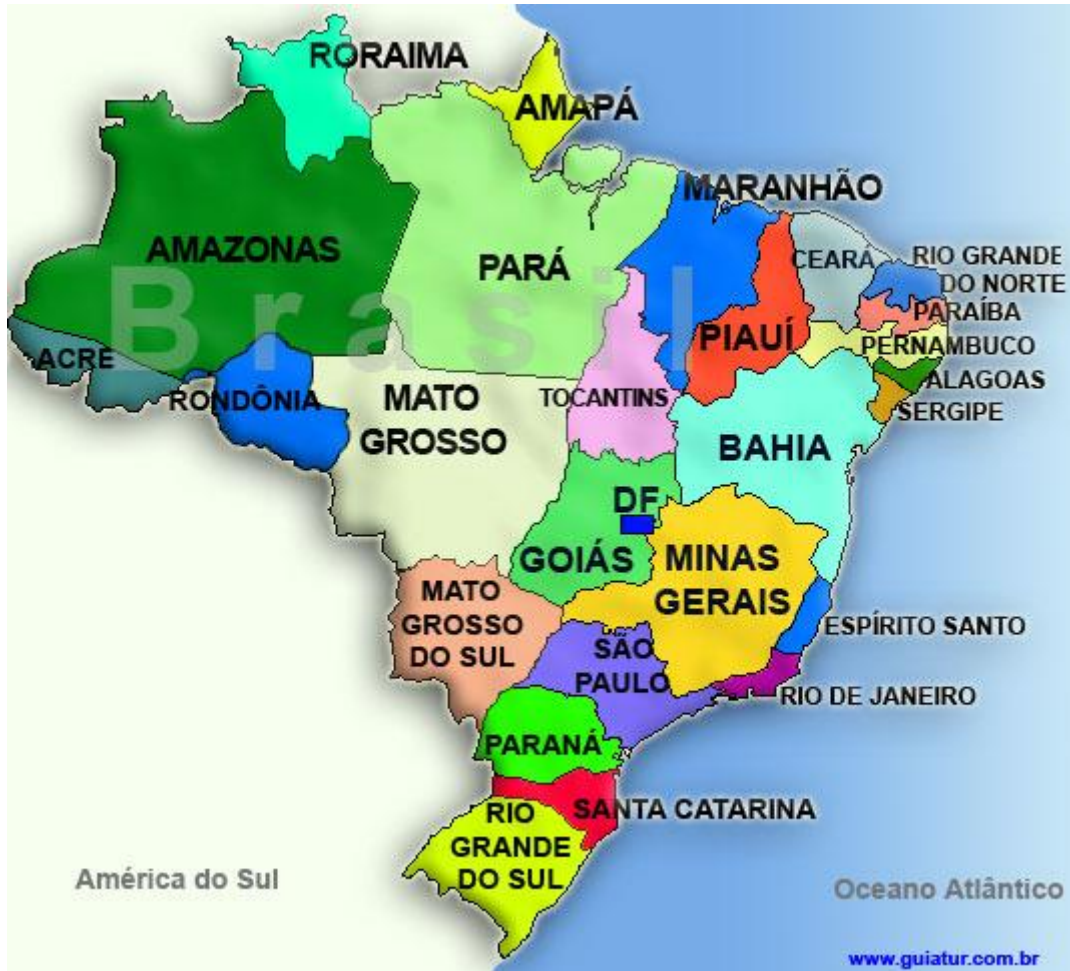 RORAIMA
AMAPÁ
MARANHÃO
AMAZONAS
PARÁ
CEARÁ
RIO GRANDE
DO NORTE
PARAÍBA
Brasil
PIAUÍ
PERNAMBUCO
ACRE
RONDÔNIA
MATO
GROSSO
TOCANTINS
ALAGOAS
SERGIPE
BAHIA
DF
GOIÁS
MINAS
GERAIS
MATO
GROSSO
DO SUL
ESPÍRITO SANTO
SÃO
PAULO
RIO DE JANEIRO
PARANÁ
SANTA CATARINA
RIO
GRANDE
DO SUL
América do Sul
Oceano Atlântico
www.guiatur.com.br